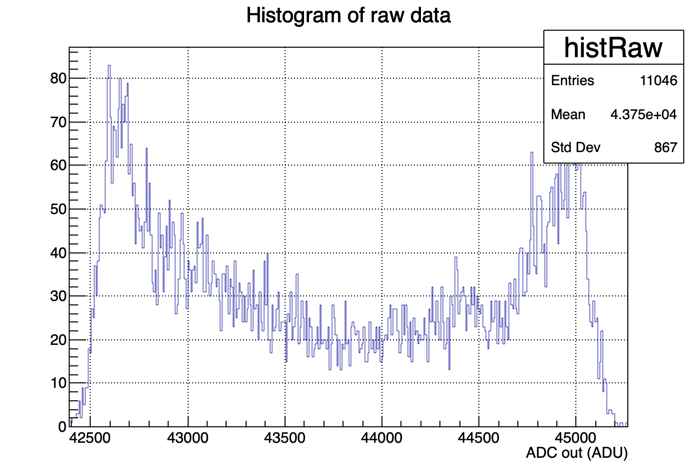 Histogram of raw data
histRaw
Entries 11046
Mean 4.375e+04
Std Dev 867
80
70
60
50
40
30
20
10
0
42500 43000 43500 44000 44500 45000
ADC out (ADU)